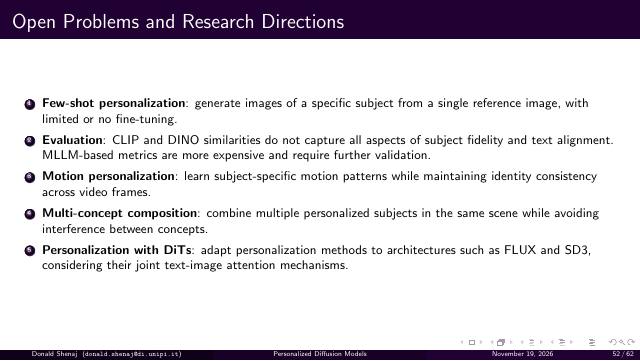 Open Problems and Research Directions
1 Few-shot personalization: generate images of a specific subject from a single reference image, with
limited or no fine-tuning.
2 Evaluation: CLIP and DINO similarities do not capture all aspects of subject fidelity and text alignment.
MLLM-based metrics are more expensive and require further validation.
3 Motion personalization: learn subject-specific motion patterns while maintaining identity consistency
across video frames.
4 Multi-concept composition: combine multiple personalized subjects in the same scene while avoiding
interference between concepts.
5 Personalization with DiTs: adapt personalization methods to architectures such as FLUX and SD3,
considering their joint text-image attention mechanisms.
Donald Shenaj (donald.shenaj@di.unipi.it) Personalized Diffusion Models November 19, 2026 52 / 62